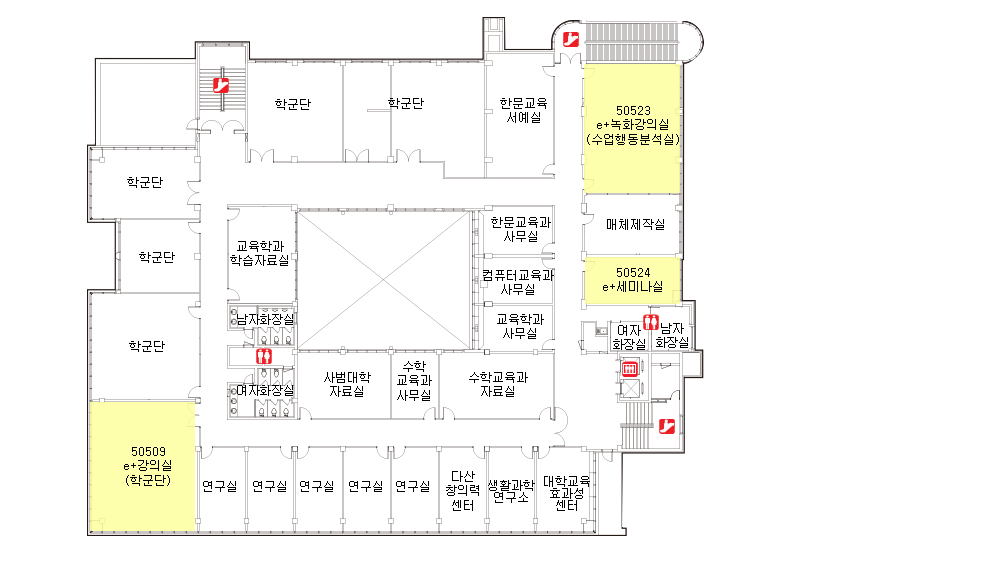 학군단
학군단
한문교육
서예실
50523
e+녹화강의실
(수업행동분석실)
학군단
매체제작실
한문교육과
사무실
교육학과
학습자료실
학군단
50524
e+세미나실
컴퓨터교육과
사무실
남자화장실
교육학과
사무실
여자
화장실
남자
화장실
학군단
사범대학
자료실
수학
교육과
사무실
수학교육과
자료실
여자화장실
50509
e+강의실
(학군단)
연구실
연구실
연구실
연구실
연구실
다산
창의력
센터
생활과학
연구소
대학교육
효과성
센터